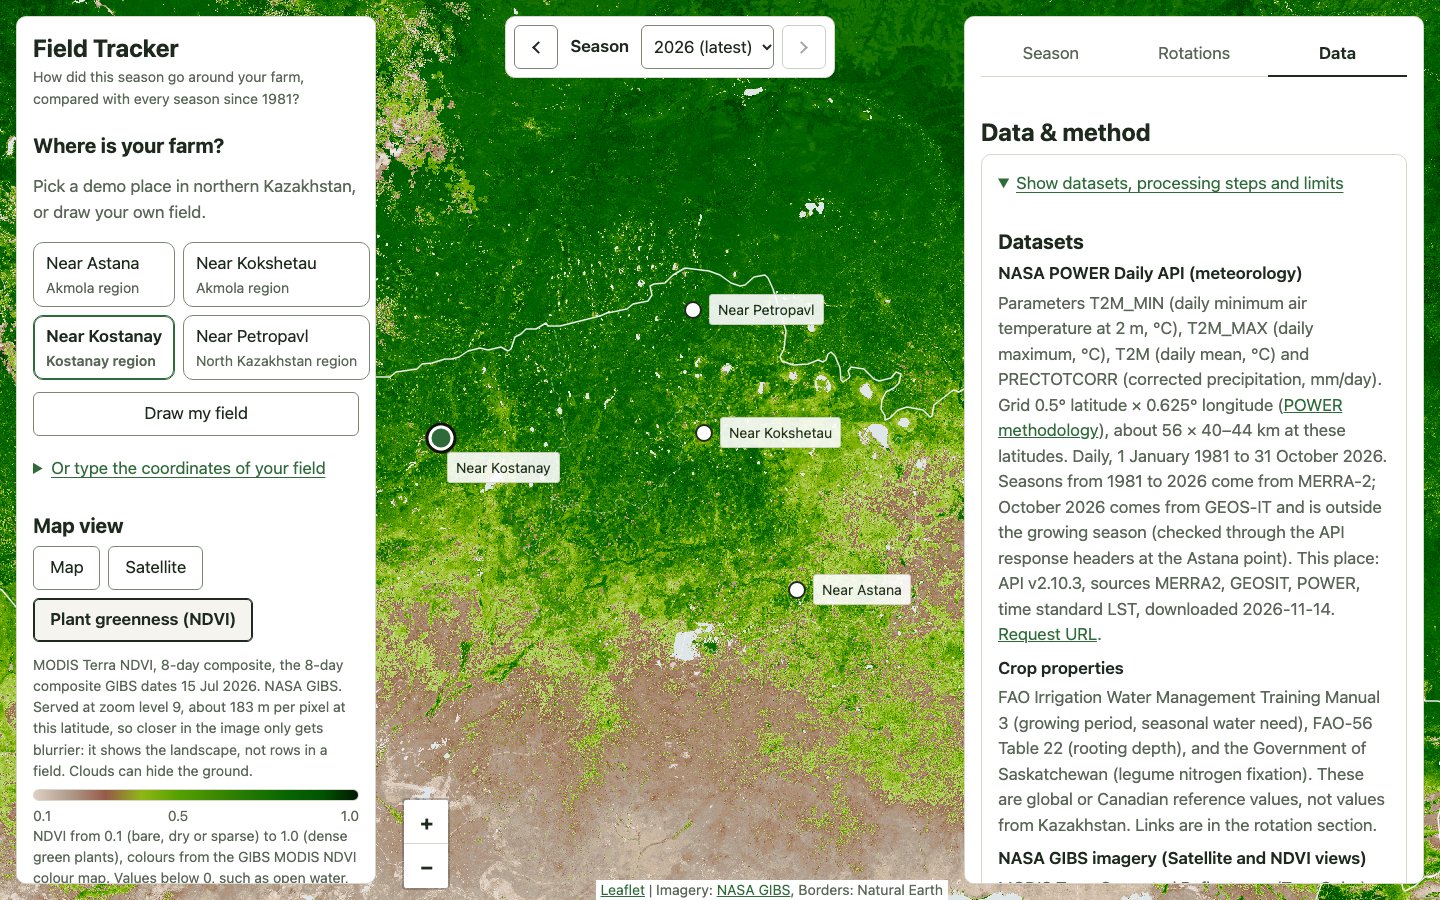 Field Tracker
How did this season go around your farm,
compared with every season since 1981?
Where is your farm?
Pick a demo place in northern Kazakhstan,
or draw your own field.
Near Astana
Akmola region
Near Kokshetau
Akmola region
Near Kostanay
Kostanay region
Near Petropavl
North Kazakhstan region
Draw my field
Or type the coordinates of your field
Map view
Map
Satellite
Plant greenness (NDVI)
MODIS Terra NDVI, 8-day composite, the 8-day
composite GIBS dates 15 Jul 2026. NASA GIBS.
Served at zoom level 9, about 183 m per pixel at
this latitude, so closer in the image only gets
blurrier: it shows the landscape, not rows in a
field. Clouds can hide the ground.
0.1 0.5 1.0
NDVI from 0.1 (bare, dry or sparse) to 1.0 (dense
green plants), colours from the GIBS MODIS NDVI
colour map. Values below 0, such as open water,
Season
2026 (latest)
Near Petropavl
Near Kokshetau
Near Kostanay
Near Astana
+
−
Leaflet | Imagery: NASA GIBS, Borders: Natural Earth
Season Rotations Data
Data & method
Show datasets, processing steps and limits
Datasets
NASA POWER Daily API (meteorology)
Parameters T2M_MIN (daily minimum air
temperature at 2 m, °C), T2M_MAX (daily
maximum, °C), T2M (daily mean, °C) and
PRECTOTCORR (corrected precipitation, mm/day).
Grid 0.5° latitude × 0.625° longitude (POWER
methodology), about 56 × 40–44 km at these
latitudes. Daily, 1 January 1981 to 31 October 2026.
Seasons from 1981 to 2026 come from MERRA-2;
October 2026 comes from GEOS-IT and is outside
the growing season (checked through the API
response headers at the Astana point). This place:
API v2.10.3, sources MERRA2, GEOSIT, POWER,
time standard LST, downloaded 2026-11-14.
Request URL.
Crop properties
FAO Irrigation Water Management Training Manual
3 (growing period, seasonal water need), FAO-56
Table 22 (rooting depth), and the Government of
Saskatchewan (legume nitrogen fixation). These
are global or Canadian reference values, not values
from Kazakhstan. Links are in the rotation section.
NASA GIBS imagery (Satellite and NDVI views)